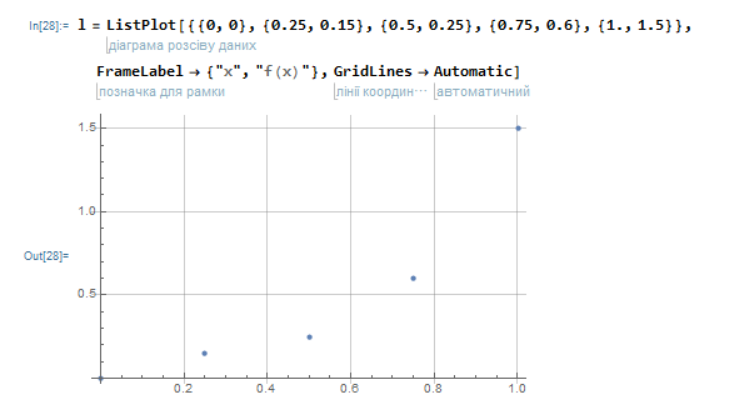 In[28]:= l = ListPlot[{{0, 0}, {0.25, 0.15}, {0.5, 0.25}, {0.75, 0.6}, {1., 1.5}},
діаграма розсіву даних
FrameLabel → {"x", "f(x)"}, GridLines → Automatic]
позначка для рамки лінії координ⋯ автоматичний
1.5
1.0
Out[28]=
0.5
0.2 0.4 0.6 0.8 1.0